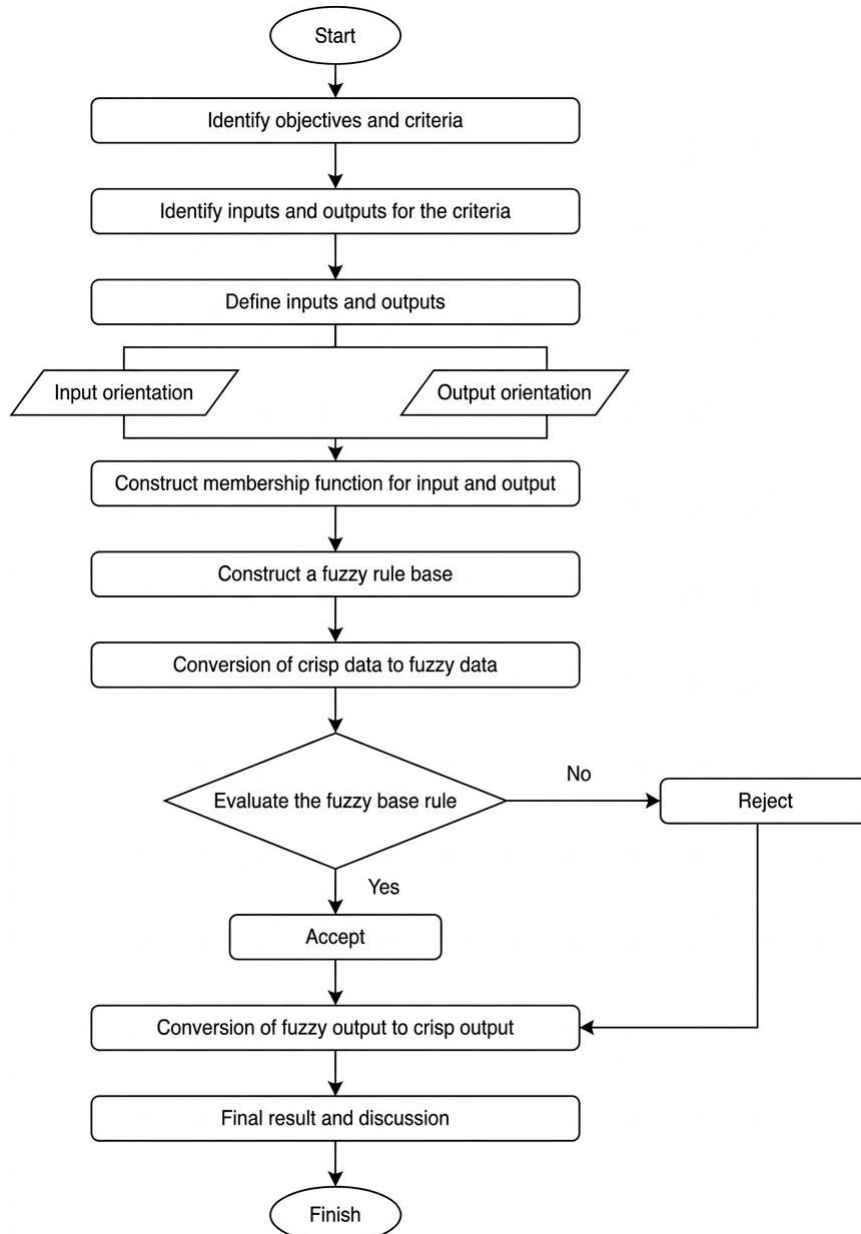 Start
Identify objectives and criteria
Identify inputs and outputs for the criteria
Define inputs and outputs
Input orientation
Output orientation
Construct membership function for input and output
Construct a fuzzy rule base
Conversion of crisp data to fuzzy data
Evaluate the fuzzy base rule
No
Reject
Yes
Accept
Conversion of fuzzy output to crisp output
Final result and discussion
Finish